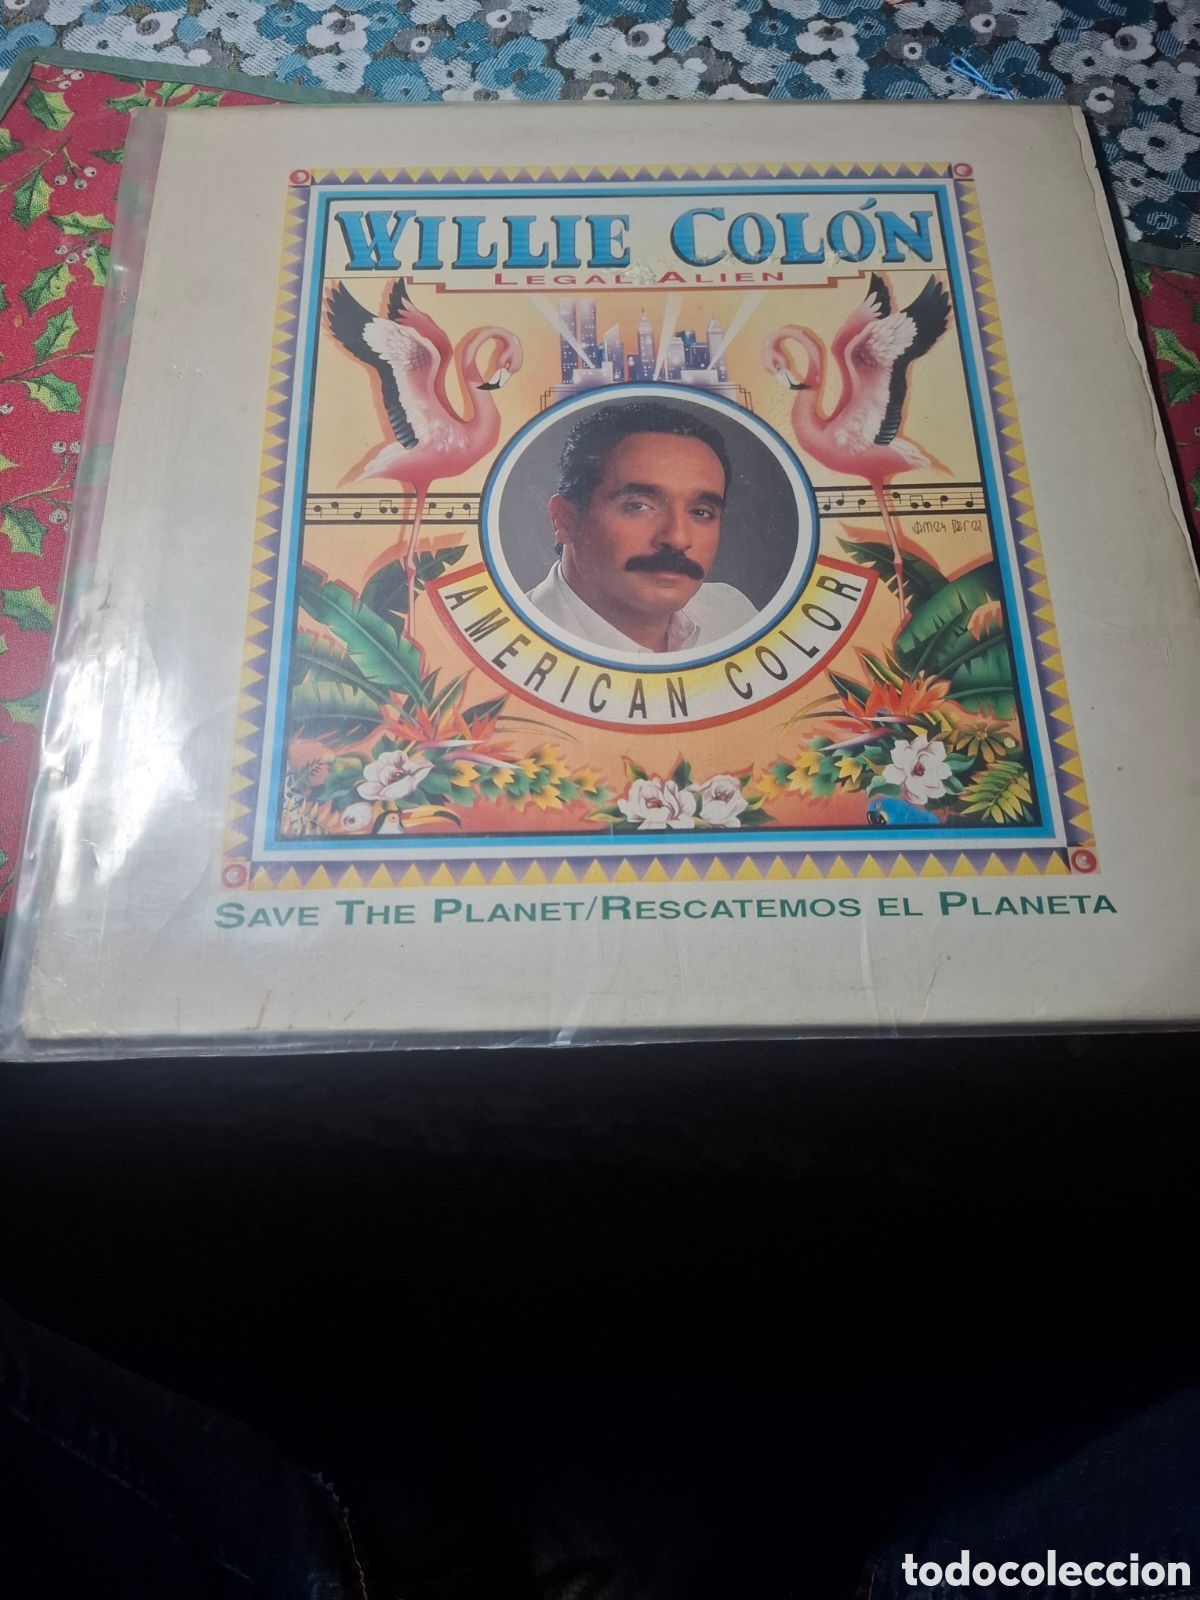 WILLIE COLÓN
LEGAL ALIEN
AMERICAN COLOR
SAVE THE PLANET/RESCATEMOS EL PLANETA
todocoleccion